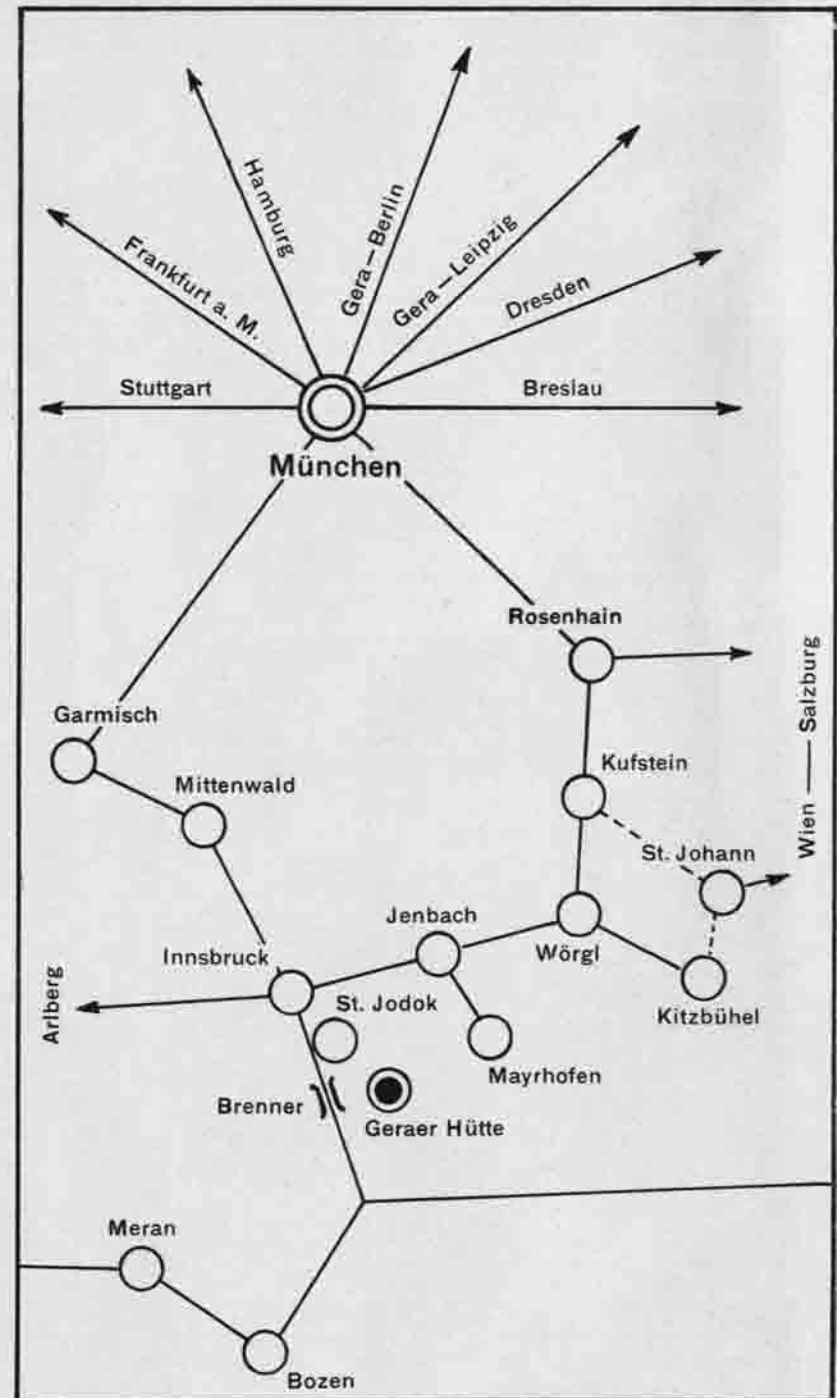 Hamburg
Gera—Berlin
Gera—Leipzig
Frankfurt a. M.
Dresden
Stuttgart
Breslau
München
Rosenhain
Garmisch
Kufstein
Mittenwald
Wien — Salzburg
St. Johann
Jenbach
Innsbruck
Wörgl
St. Jodok
Kitzbühel
Arlberg
Mayrhofen
Brenner
Geraer Hütte
Meran
Bozen